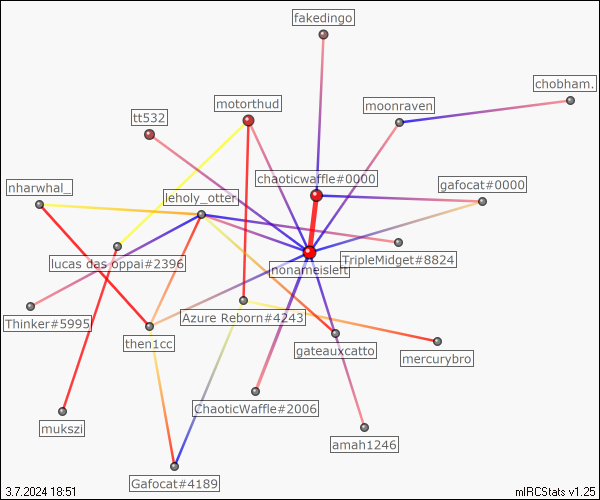 fakedingo
chobham.
motorthud
moonraven
tt532
chaoticwaffle#0000
gafocat#0000
nharwhal_
leholy_otter
lucas das oppai#2396
nonameisleft
TripleMidget#8824
Thinker#5995
Azure Reborn#4243
then1cc
gateauxcatto
mercurybro
ChaoticWaffle#2006
mukszi
amah1246
Gafocat#4189
3.7.2024 18:51
mIRCStats v1.25